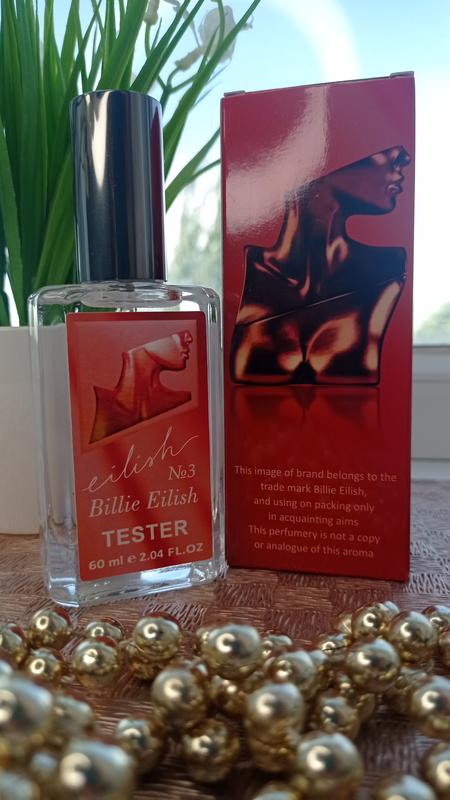 eilish
№3
Billie Eilish
TESTER
60 ml e 2.04 FL.OZ
This image of brand belongs to the
trade mark Billie Eilish,
and using on packing only
in acquainting aims
This perfumery is not a copy
or analogue of this aroma